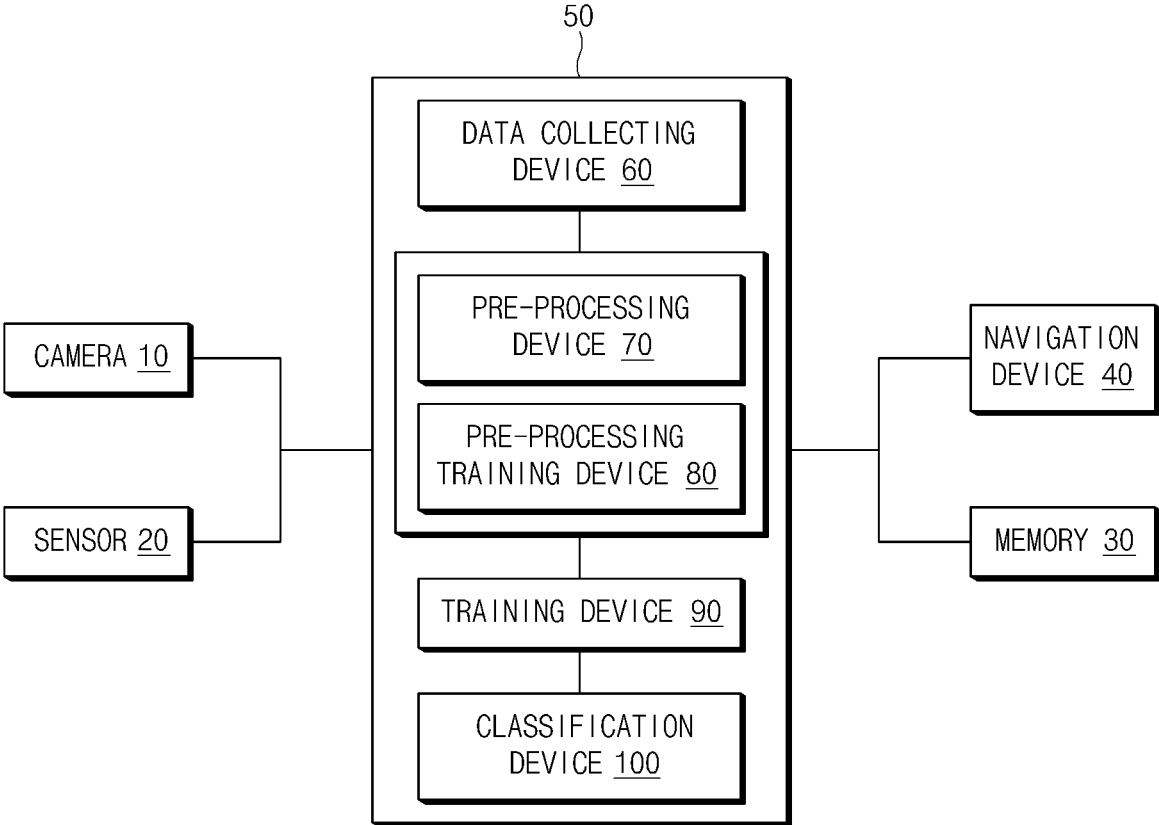 50
DATA COLLECTING
DEVICE 60
PRE-PROCESSING
DEVICE 70
PRE-PROCESSING
TRAINING DEVICE 80
TRAINING DEVICE 90
CLASSIFICATION
DEVICE 100
CAMERA 10
SENSOR 20
NAVIGATION
DEVICE 40
MEMORY 30